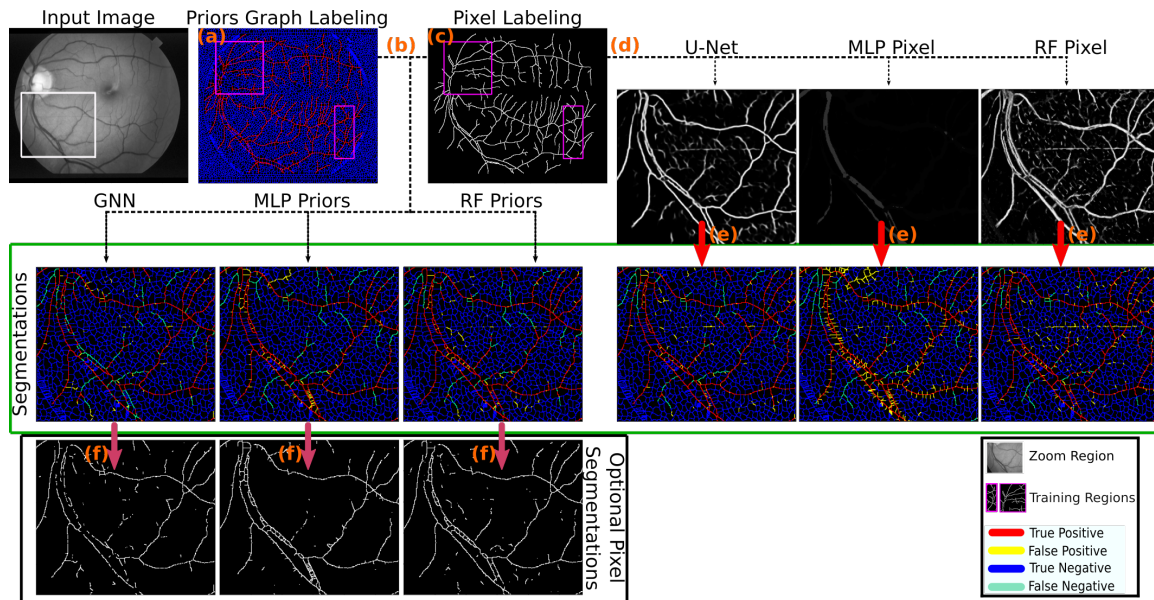 Input Image
Priors Graph Labeling
Pixel Labeling
(a)
(b)
(c)
(d)
U-Net
MLP Pixel
RF Pixel
GNN
MLP Priors
RF Priors
(e)
(e)
(e)
Segmentations
(f)
(f)
(f)
Optional Pixel
Segmentations
Zoom Region
Training Regions
True Positive
False Positive
True Negative
False Negative